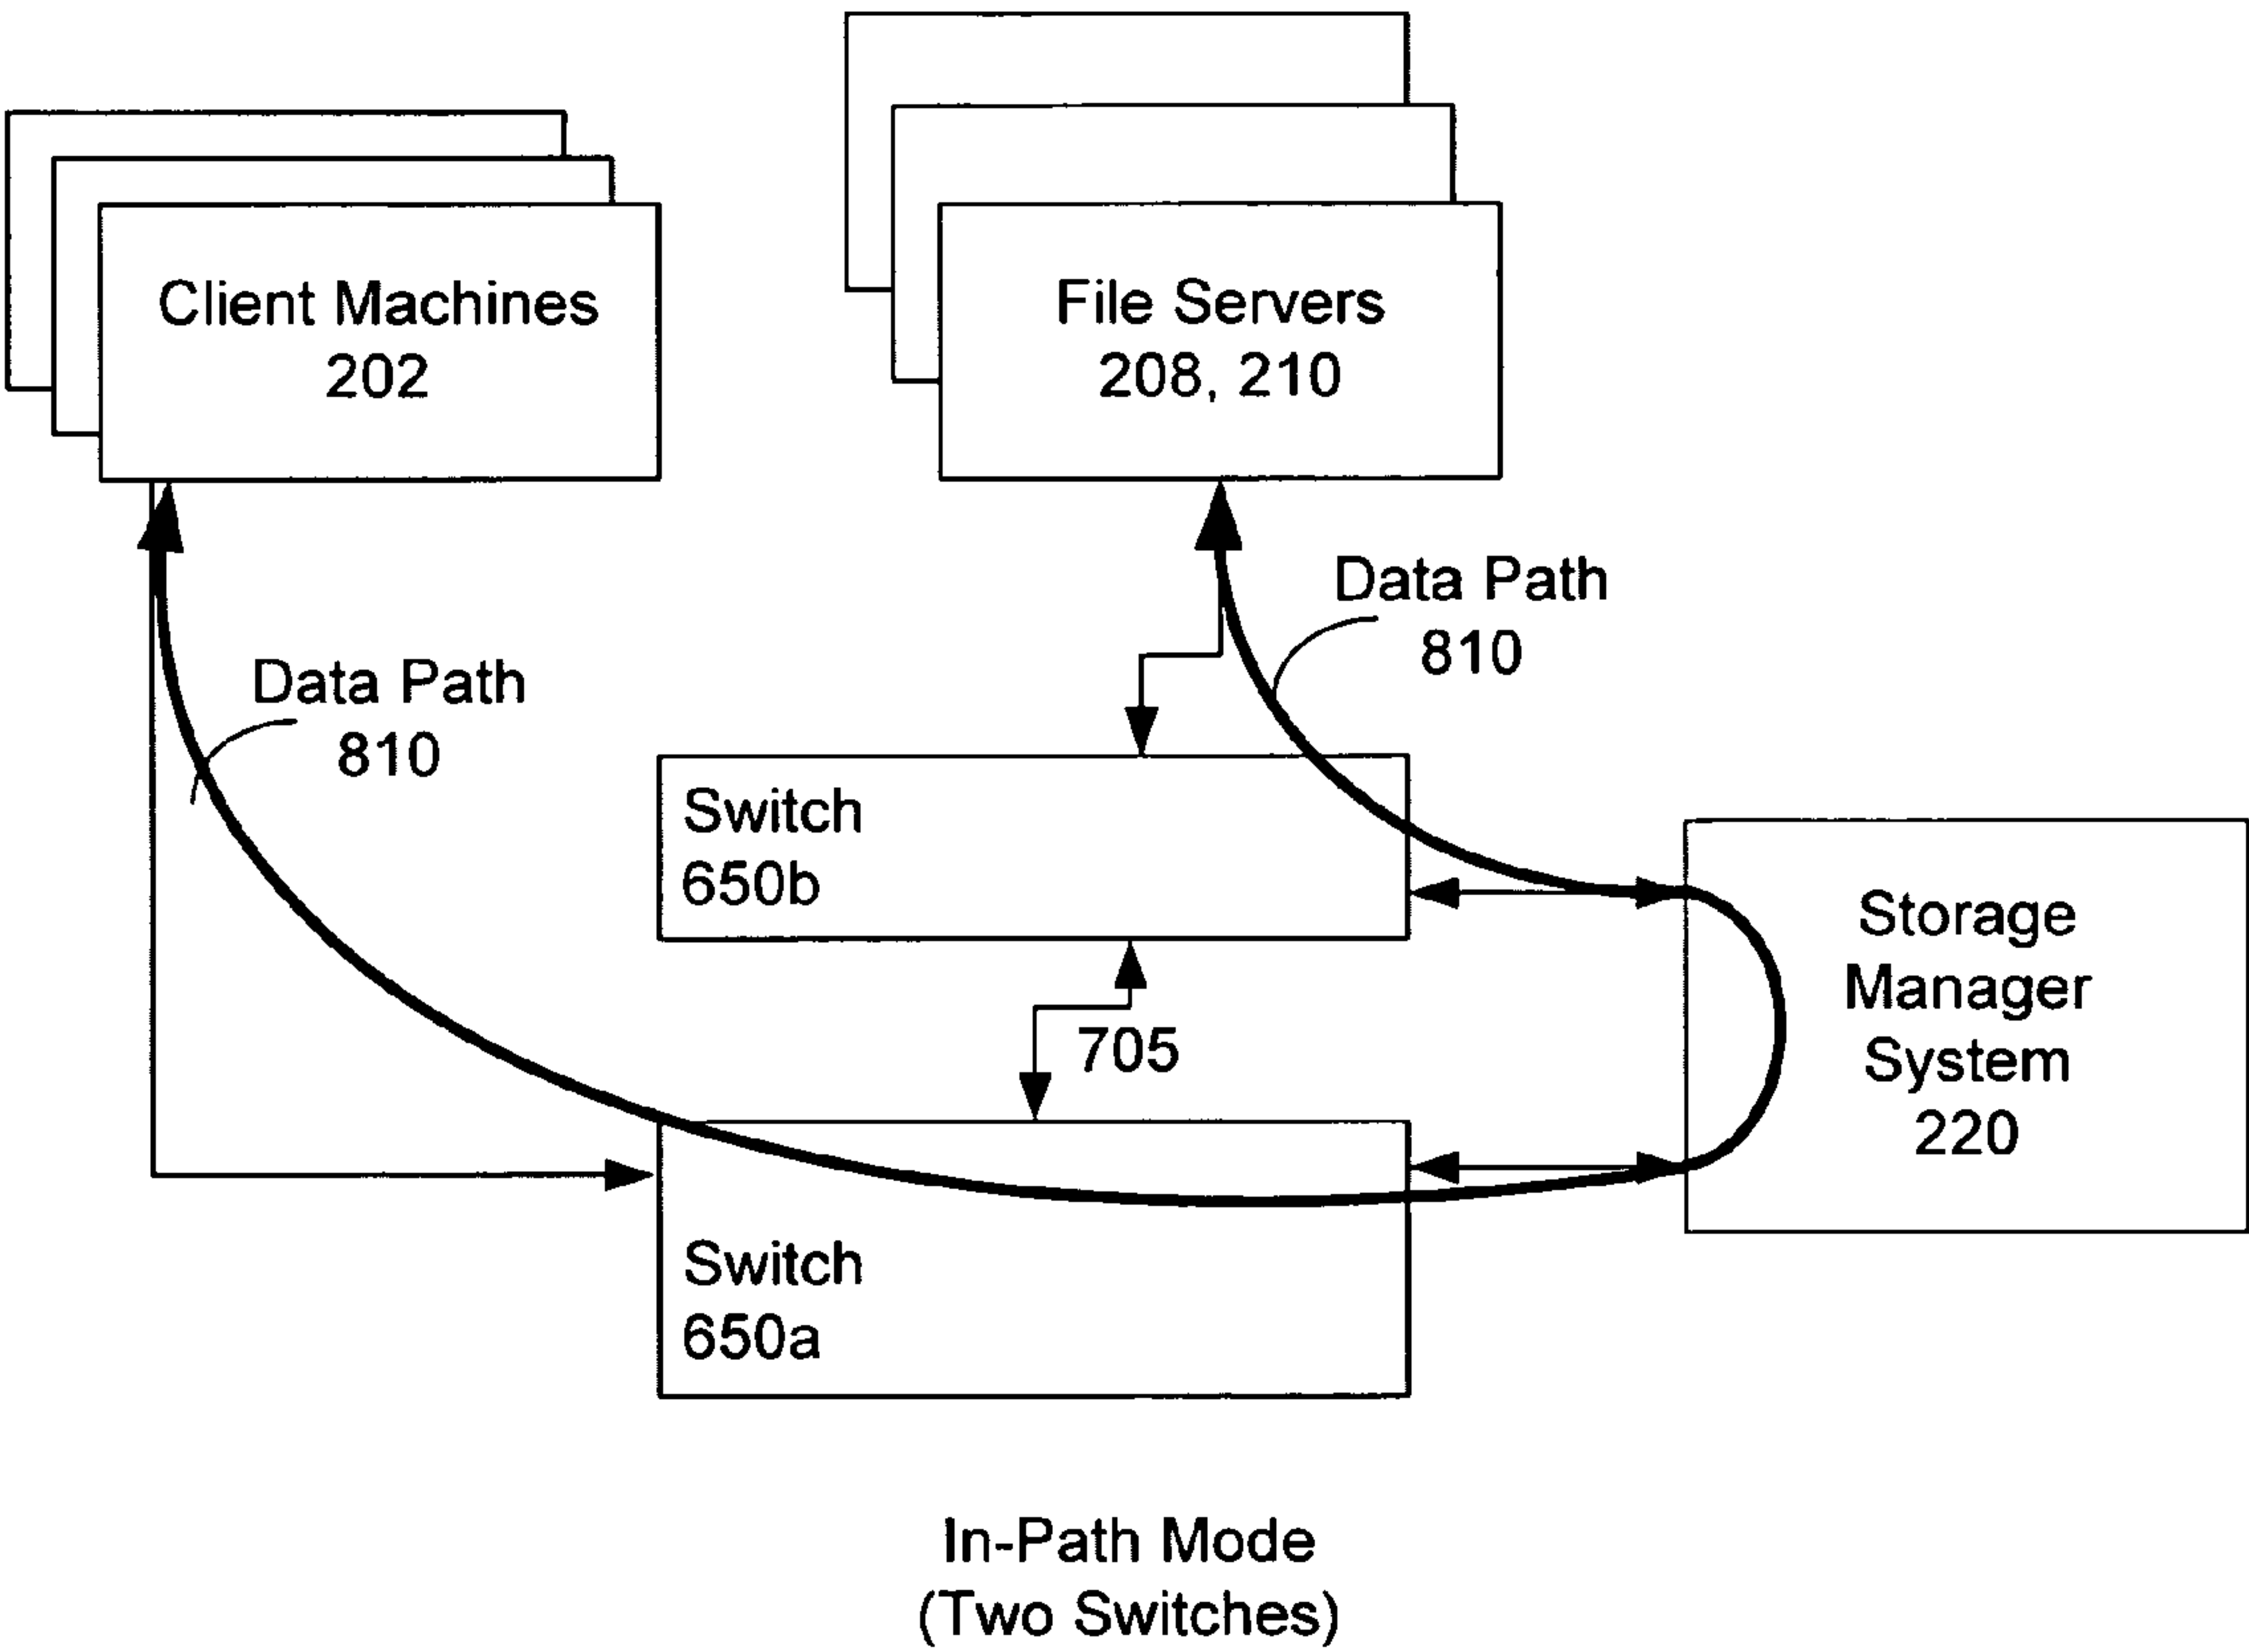 Client Machines
202
File Servers
208, 210
Data Path
810
Data Path
810
Switch
650b
Storage
Manager
System
220
705
Switch
650a
In-Path Mode
(Two Switches)